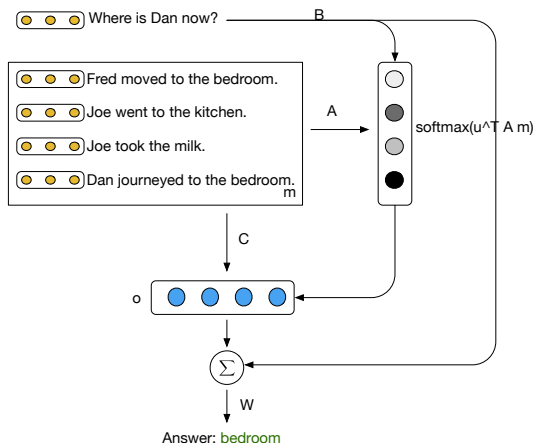 Where is Dan now?
B
Fred moved to the bedroom.
Joe went to the kitchen.
A
softmax(u^T A m)
Joe took the milk.
Dan journeyed to the bedroom.
m
C
o
Σ
W
Answer: bedroom